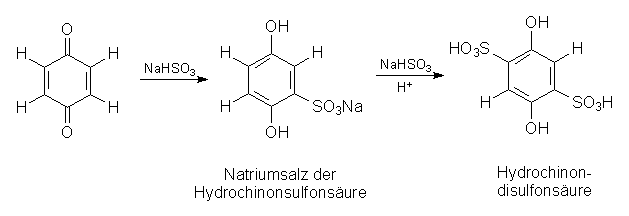 O
H
H
H
H
O
NaHSO3
OH
H
H
H
SO3Na
OH
NaHSO3
H+
OH
HO3S
H
H
SO3H
OH
Natriumsalz der
Hydrochinonsulfonsäure
Hydrochinon-
disulfonsäure